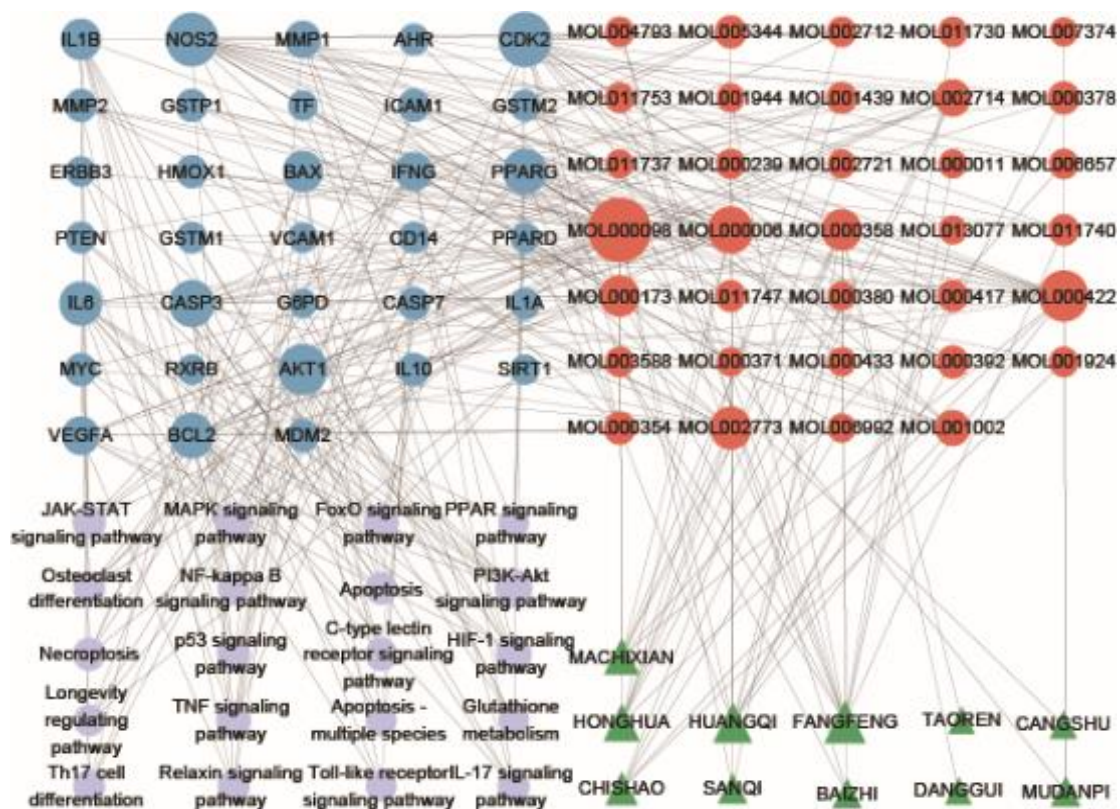 IL1B NOS2 MMP1 AHR CDK2 MOL004793 MOL005344 MOL002712 MOL011730 MOL007374
MMP2 GSTP1 TF ICAM1 GSTM2 MOL011753 MOL001944 MOL001439 MOL002714 MOL000378
ERBB3 HMOX1 BAX IFNG PPARG MOL011737 MOL000239 MOL002721 MOL000011 MOL006657
PTEN GSTM1 VCAM1 CD14 PPARD MOL000098 MOL000006 MOL000358 MOL013077 MOL011740
IL6 CASP3 G6PD CASP7 IL1A MOL000173 MOL011747 MOL000380 MOL000417 MOL000422
MYC RXRB AKT1 IL10 SIRT1 MOL003588 MOL000371 MOL000433 MOL000392 MOL001924
VEGFA BCL2 MDM2 MOL000354 MOL002773 MOL006992 MOL001002
JAK-STAT MAPK signaling FoxO signaling PPAR signaling
signaling pathway pathway pathway pathway
Osteoclast NF-kappa B Apoptosis PI3K-Akt
differentiation signaling pathway signaling pathway
Necroptosis p53 signaling C-type lectin HIF-1 signaling
pathway receptor signaling pathway
pathway
MACHIXIAN
Longevity TNF signaling Apoptosis - Glutathione
regulating pathway multiple species metabolism
pathway
HONGHUA HUANGQI FANGFENG TAOREN CANGSHU
Th17 cell Relaxin signaling Toll-like receptor IL-17 signaling
differentiation pathway signaling pathway pathway
CHISHAO SANQI BAIZHI DANGGUI MUDANPI